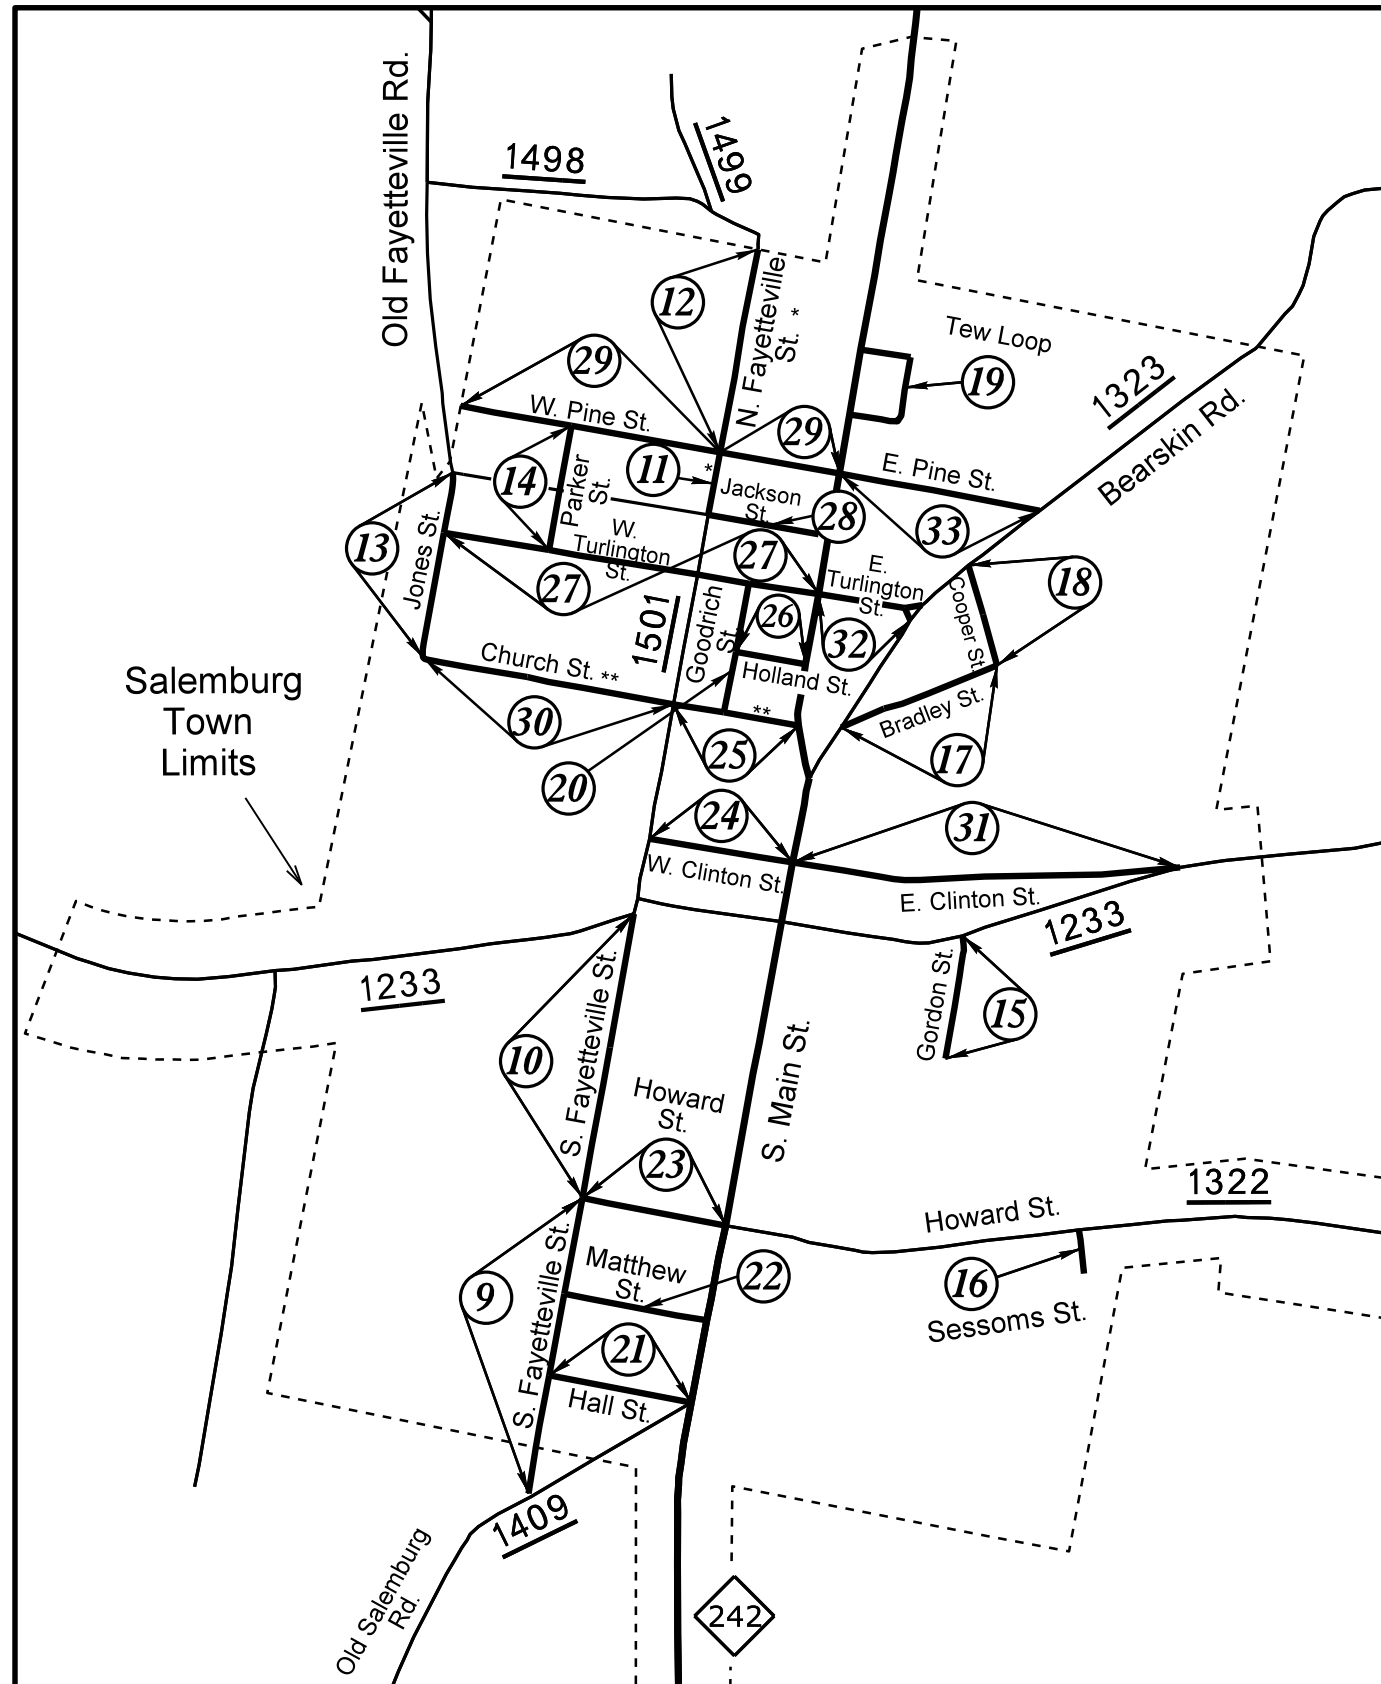 Old Fayetteville Rd.
1498
1499
12
N. Fayetteville
St. *
Tew Loop
19
1323
Bearskin Rd.
29
W. Pine St.
29
E. Pine St.
11
*
Jackson
St.
28
14
Parker
St.
33
13
Jones St.
W.
Turlington
St.
27
27
E.
Turlington
St.
18
Cooper St.
1501
Goodrich
St.
26
32
Holland St.
Church St. **
**
Bradley St.
Salemburg
Town
Limits
30
20
25
17
24
31
W. Clinton St.
E. Clinton St.
1233
1233
S. Fayetteville St.
Gordon St.
15
10
S. Main St.
Howard
St.
23
1322
Howard St.
16
Sessoms St.
9
S. Fayetteville St.
Matthew
St.
22
21
Hall St.
1409
Old Salemburg
Rd.
242